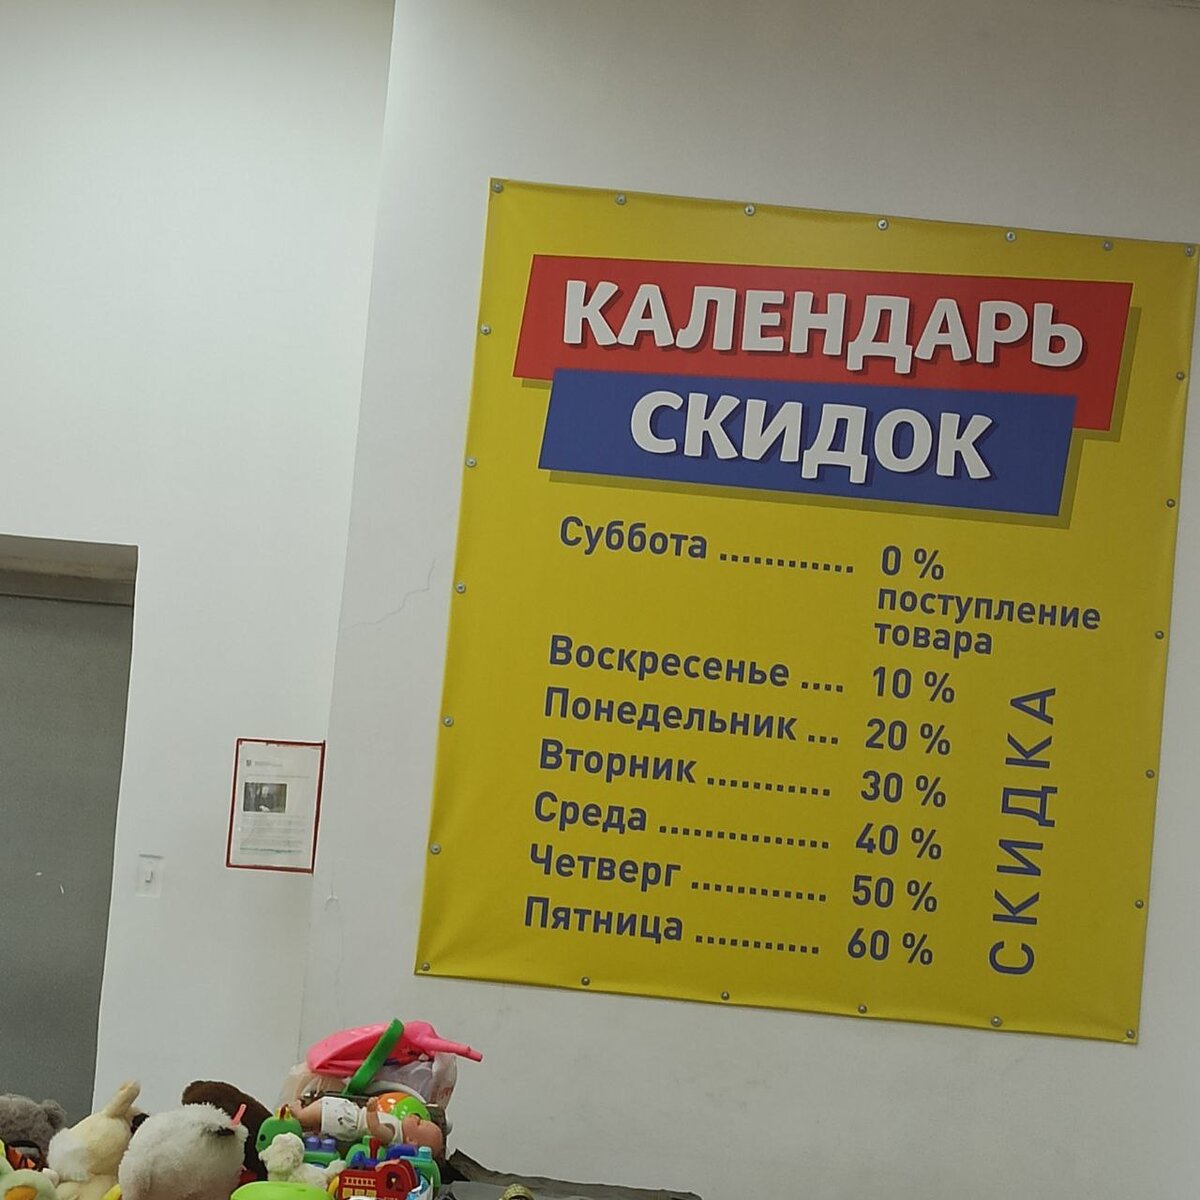 КАЛЕНДАРЬ
СКИДОК
Суббота ............ 0 %
поступление
товара
Воскресенье .... 10 %
Понедельник ... 20 %
Вторник ........... 30 %
Среда ............... 40 %
Четверг ............ 50 %
Пятница ........... 60 %
СКИДКА